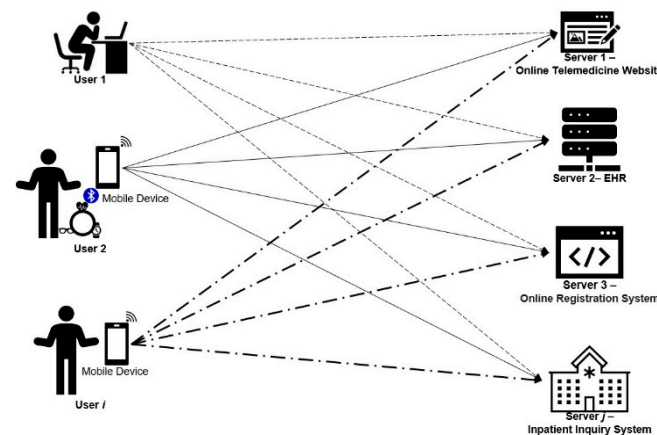 User 1
Mobile Device
User 2
Mobile Device
User i
Server 1 –
Online Telemedicine Websit
Server 2– EHR
</>
Server 3 –
Online Registration System
Server j –
Inpatient Inquiry System